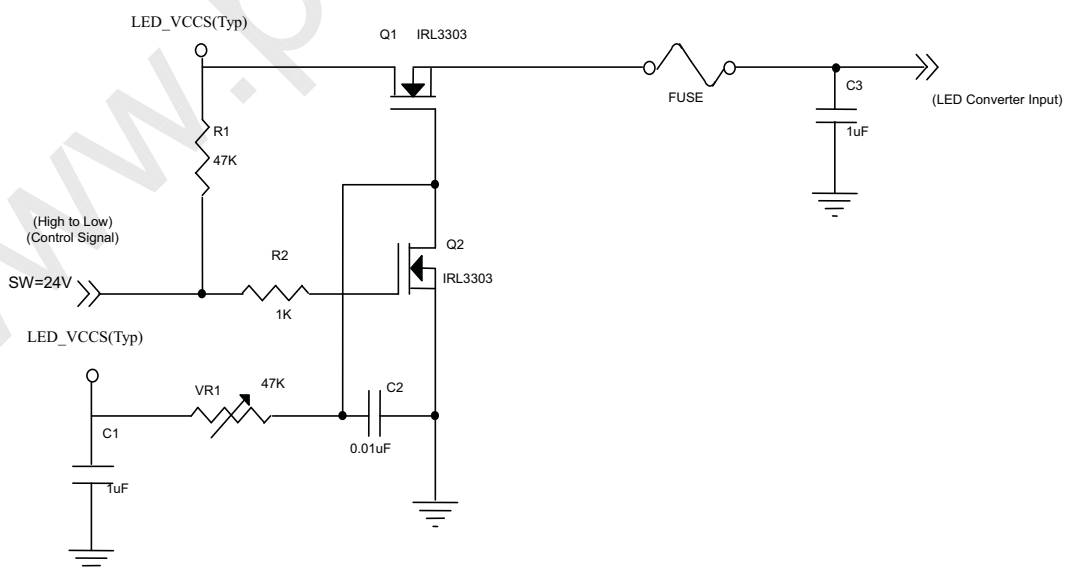 LED_VCCS(Typ)
Q1 IRL3303
FUSE
C3
(LED Converter Input)
1uF
R1
47K
(High to Low)
(Control Signal)
SW=24V
R2
1K
Q2
IRL3303
LED_VCCS(Typ)
VR1
47K
C2
0.01uF
C1
1uF
w.p